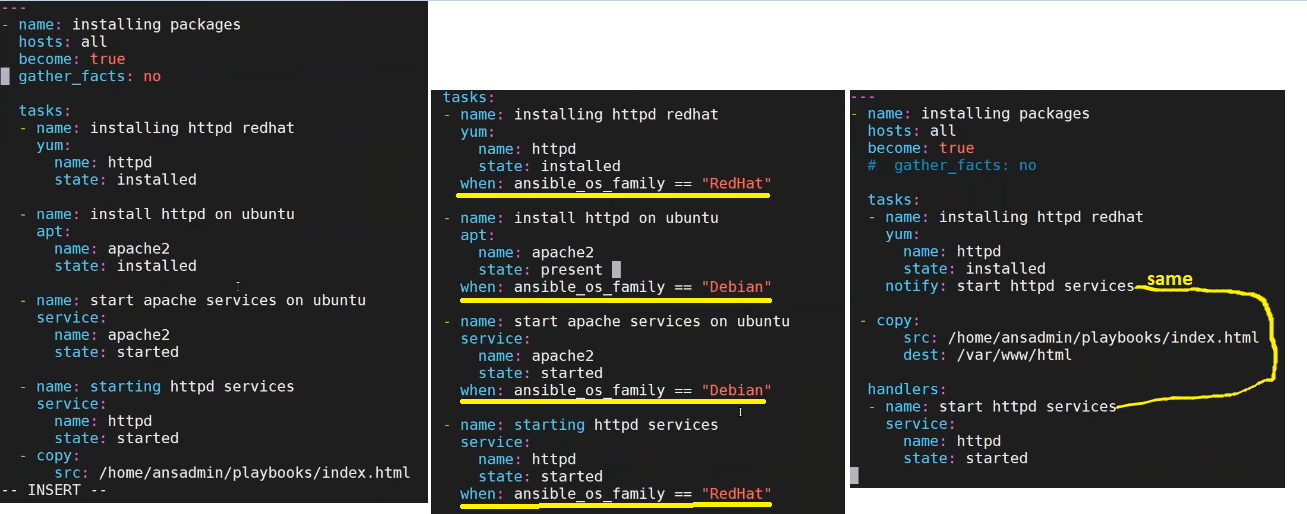 ---
- name: installing packages
  hosts: all
  become: true
  gather_facts: no

  tasks:
  - name: installing httpd redhat
    yum:
      name: httpd
      state: installed

  - name: install httpd on ubuntu
    apt:
      name: apache2
      state: installed

  - name: start apache services on ubuntu
    service:
      name: apache2
      state: started

  - name: starting httpd services
    service:
      name: httpd
      state: started
  - copy:
      src: /home/ansadmin/playbooks/index.html
-- INSERT --
tasks:
- name: installing httpd redhat
  yum:
    name: httpd
    state: installed
  when: ansible_os_family == "RedHat"

- name: install httpd on ubuntu
  apt:
    name: apache2
    state: present
  when: ansible_os_family == "Debian"

- name: start apache services on ubuntu
  service:
    name: apache2
    state: started
  when: ansible_os_family == "Debian"

- name: starting httpd services
  service:
    name: httpd
    state: started
  when: ansible_os_family == "RedHat"
---
- name: installing packages
  hosts: all
  become: true
  #  gather_facts: no

  tasks:
  - name: installing httpd redhat
    yum:
      name: httpd
      state: installed
    notify: start httpd services
same

 - copy:
      src: /home/ansadmin/playbooks/index.html
      dest: /var/www/html

  handlers:
  - name: start httpd services
    service:
      name: httpd
      state: started